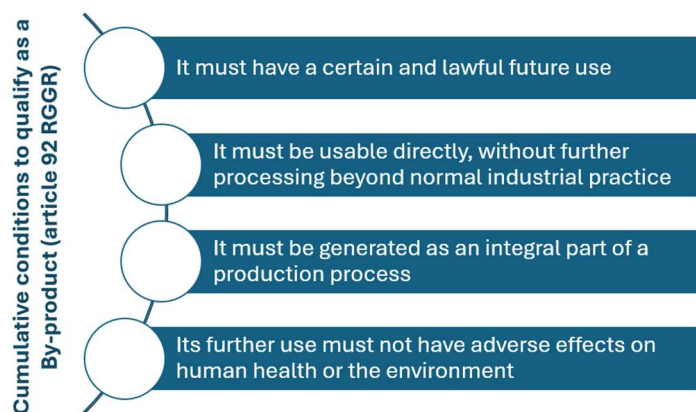 Cumulative conditions to qualify as a
By-product (article 92 RGGR)
It must have a certain and lawful future use
It must be usable directly, without further
processing beyond normal industrial practice
It must be generated as an integral part of a
production process
Its further use must not have adverse effects on
human health or the environment